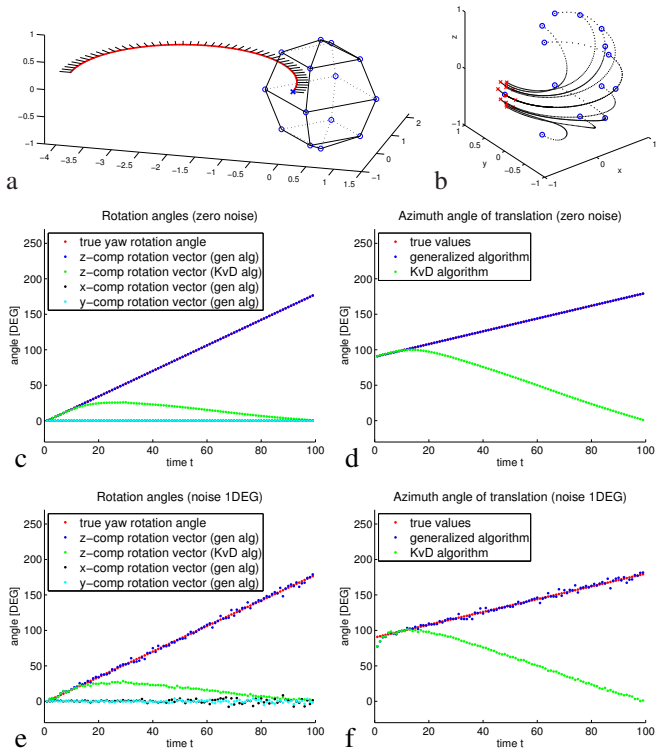 1
0.5
0
-0.5
-1
-4
-3.5
-3
-2.5
-2
-1.5
-1
-0.5
0
0.5
1
1.5
-1
0
1
2
a
1
z
0
-1
1
0.5
0
-0.5
-1
y
-1
0
1
x
b
Rotation angles (zero noise)
250
200
150
100
50
0
angle [DEG]
true yaw rotation angle
z-comp rotation vector (gen alg)
z-comp rotation vector (KvD alg)
x-comp rotation vector (gen alg)
y-comp rotation vector (gen alg)
0 20 40 60 80 100
time t
c
Azimuth angle of translation (zero noise)
250
200
150
100
50
0
angle [DEG]
true values
generalized algorithm
KvD algorithm
0 20 40 60 80 100
time t
d
Rotation angles (noise 1DEG)
250
200
150
100
50
0
angle [DEG]
true yaw rotation angle
z-comp rotation vector (gen alg)
z-comp rotation vector (KvD alg)
x-comp rotation vector (gen alg)
y-comp rotation vector (gen alg)
0 20 40 60 80 100
time t
e
Azimuth angle of translation (noise 1DEG)
250
200
150
100
50
0
angle [DEG]
true values
generalized algorithm
KvD algorithm
0 20 40 60 80 100
time t
f